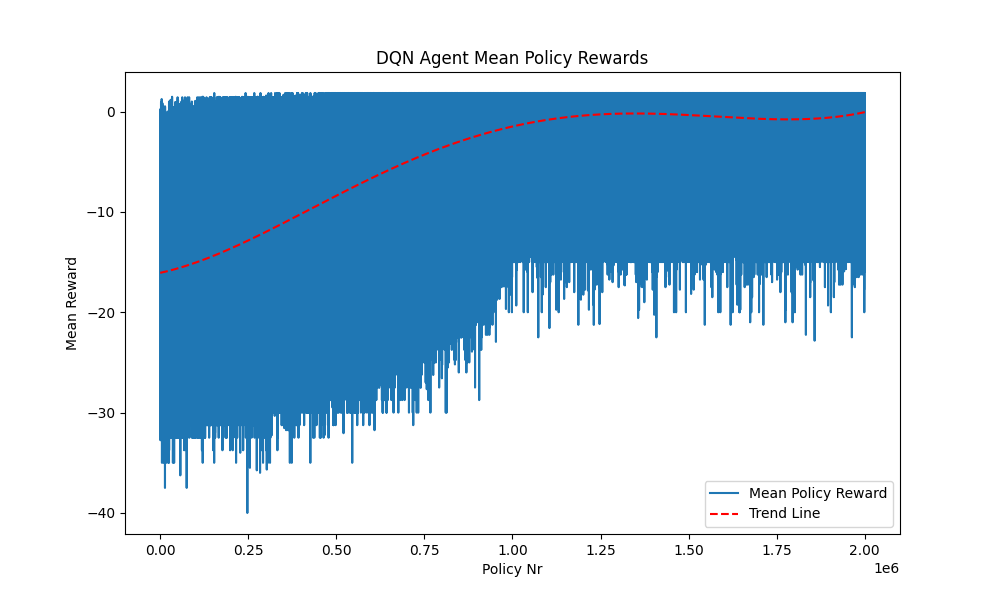 DQN Agent Mean Policy Rewards
Mean Reward
0
−10
−20
−30
−40
Mean Policy Reward
Trend Line
0.00 0.25 0.50 0.75 1.00 1.25 1.50 1.75 2.00
1e6
Policy Nr